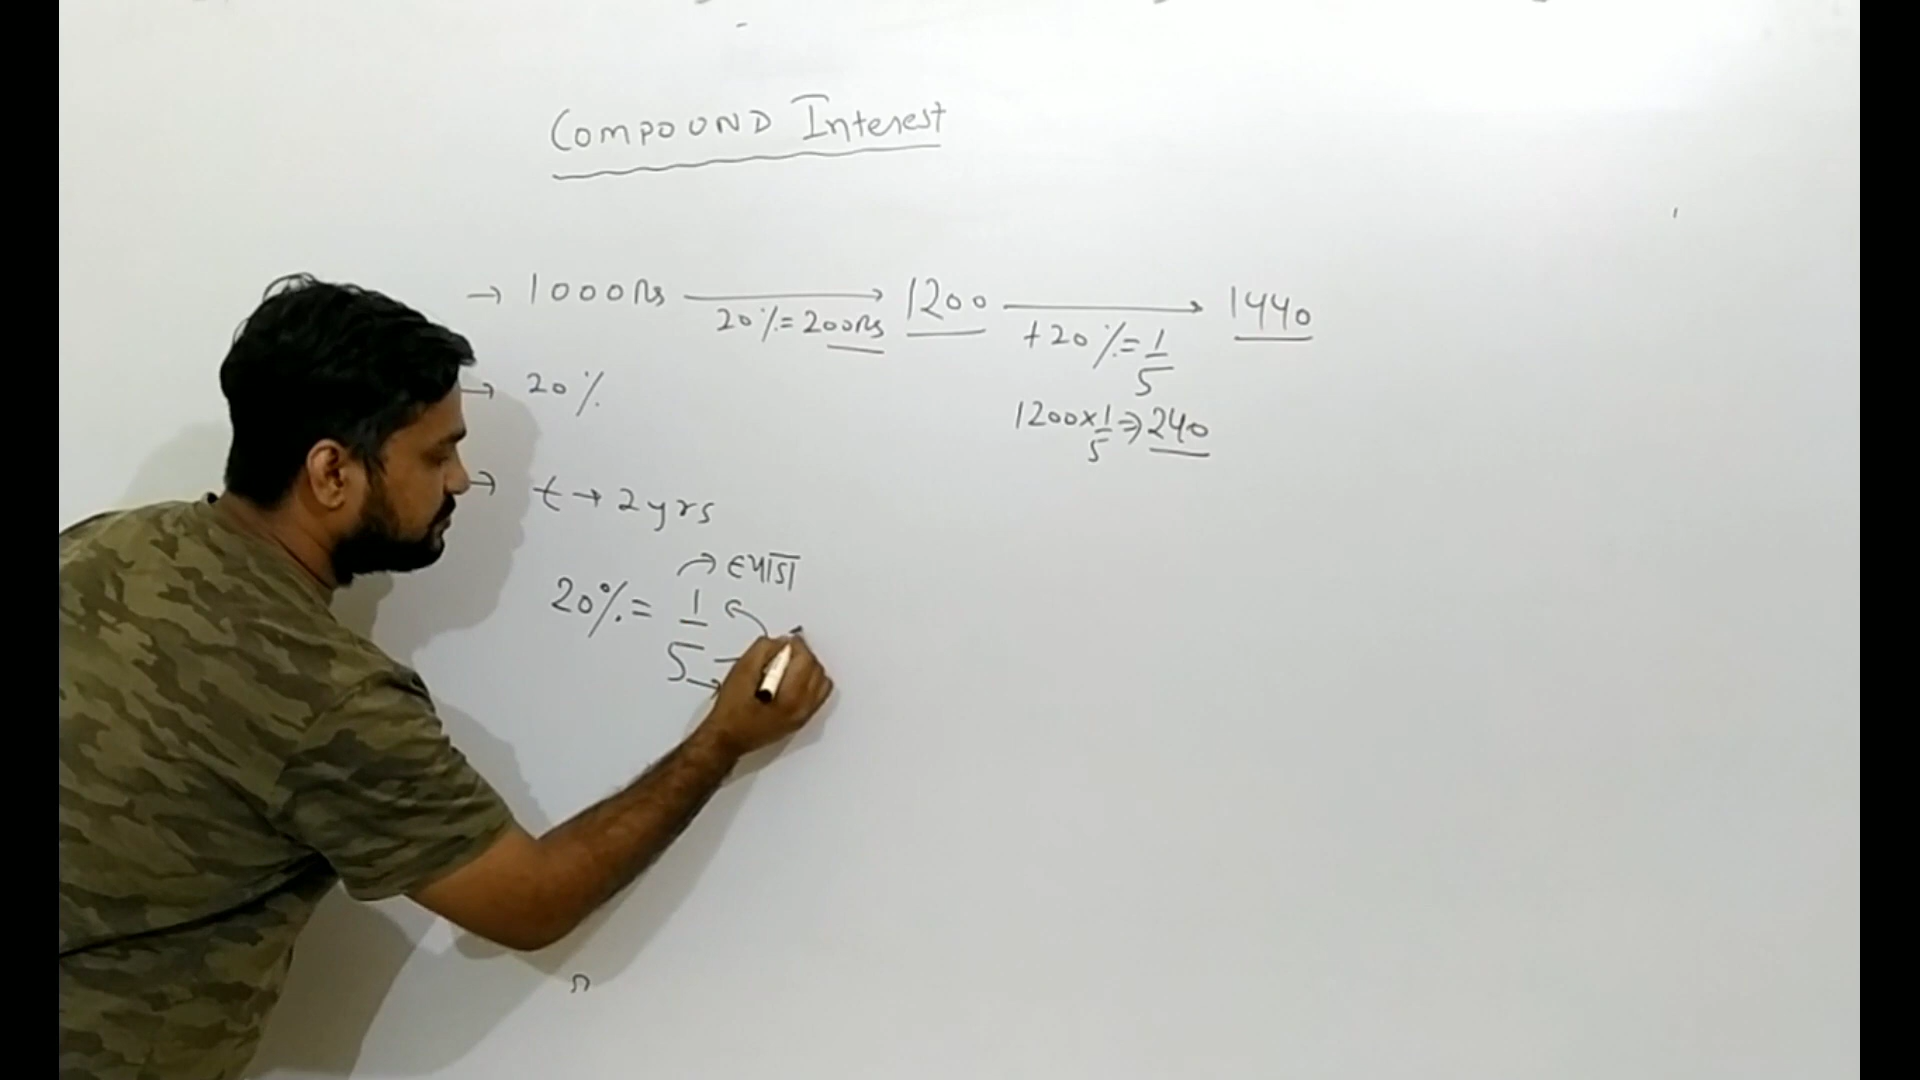 COMPOUND Interest
→ 1000Rs → 1200 → 1440
20%=200Rs
+20%=1/5
→ 20%
1200×1/5⇒240
→ t→2yrs
20%=1/5